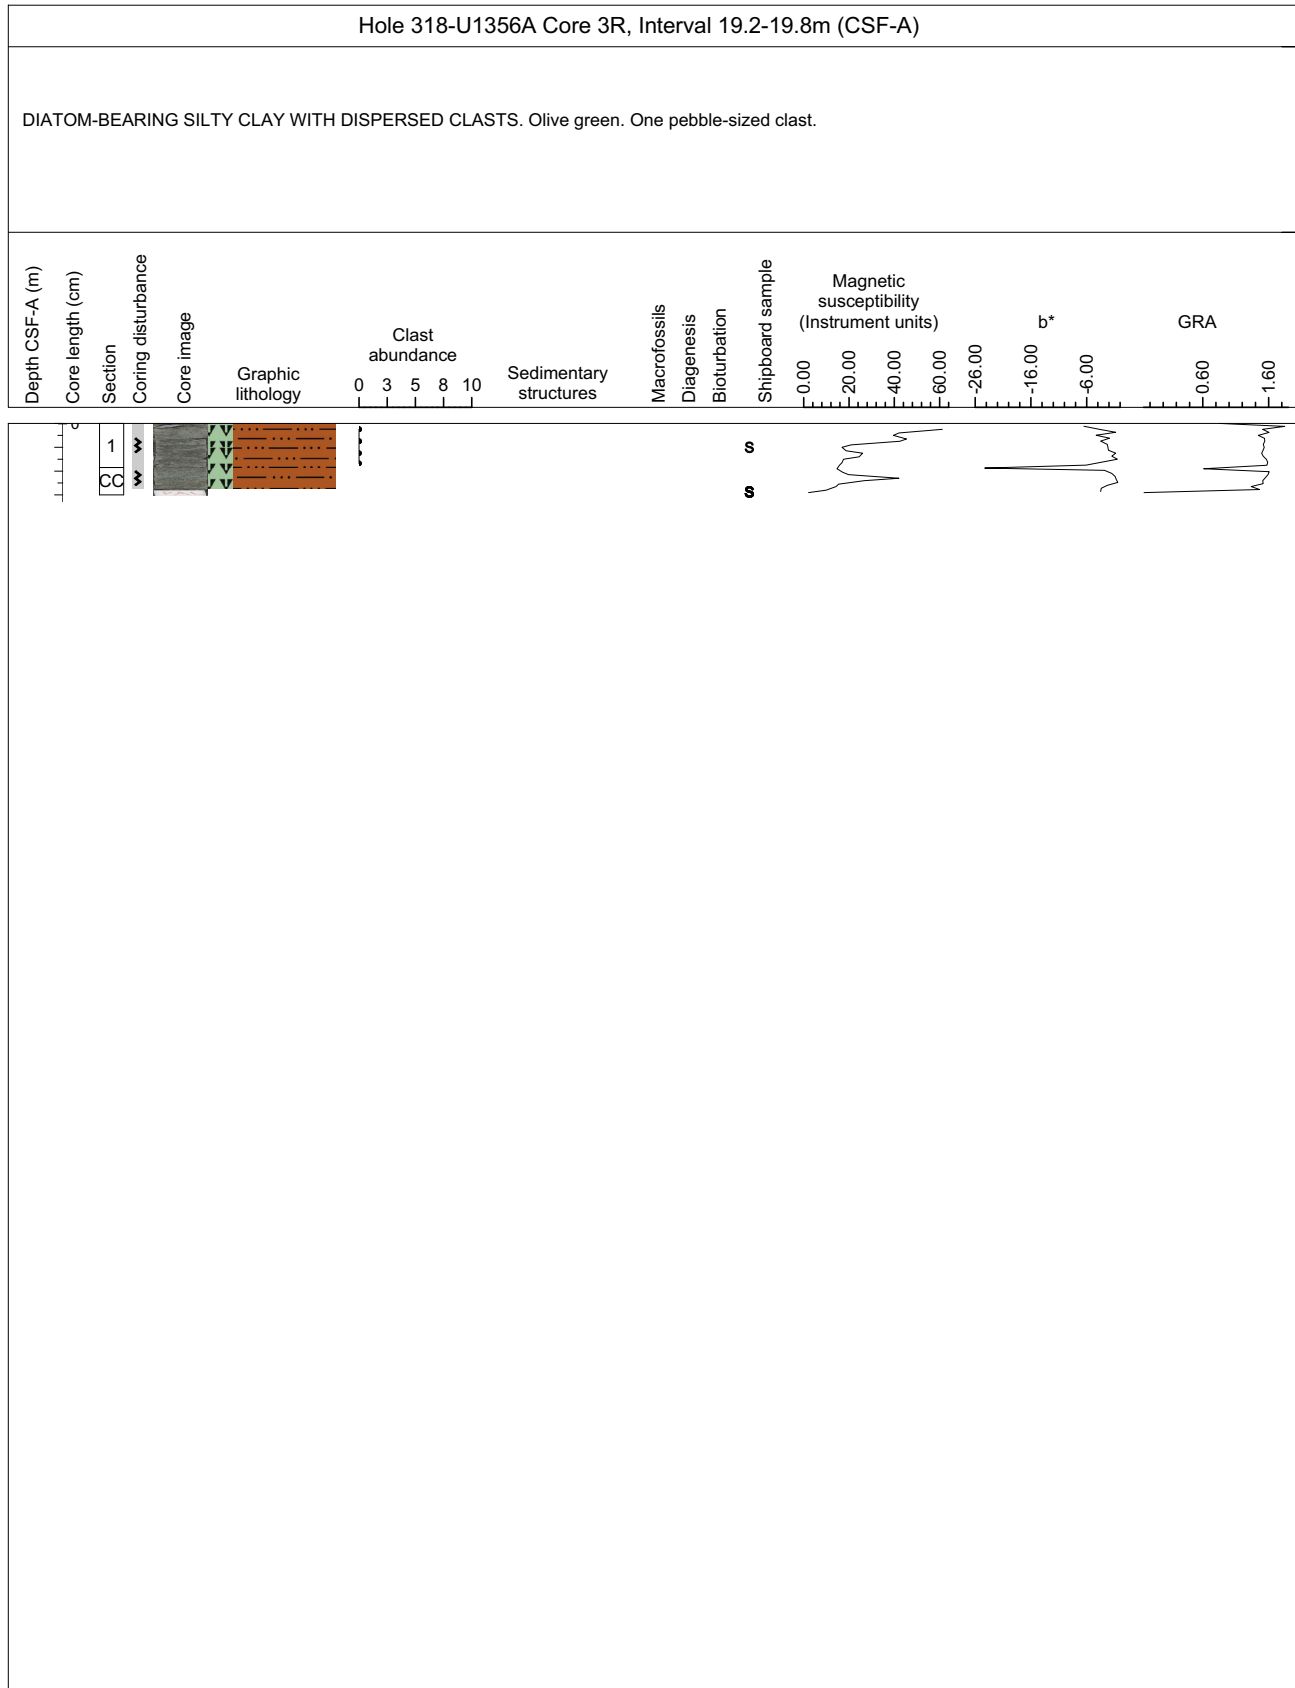 Hole 318-U1356A Core 3R, Interval 19.2-19.8m (CSF-A)
DIATOM-BEARING SILTY CLAY WITH DISPERSED CLASTS. Olive green. One pebble-sized clast.
Depth CSF-A (m)
Core length (cm)
Section
Coring disturbance
Core image
Graphic
lithology
Clast
abundance
0 3 5 8 10
Sedimentary
structures
Macrofossils
Diagenesis
Bioturbation
Shipboard sample
Magnetic
susceptibility
(Instrument units)
0.00 20.00 40.00 60.00
b*
-26.00 -16.00 -6.00
GRA
0.60 1.60
0
1
S
CC
S